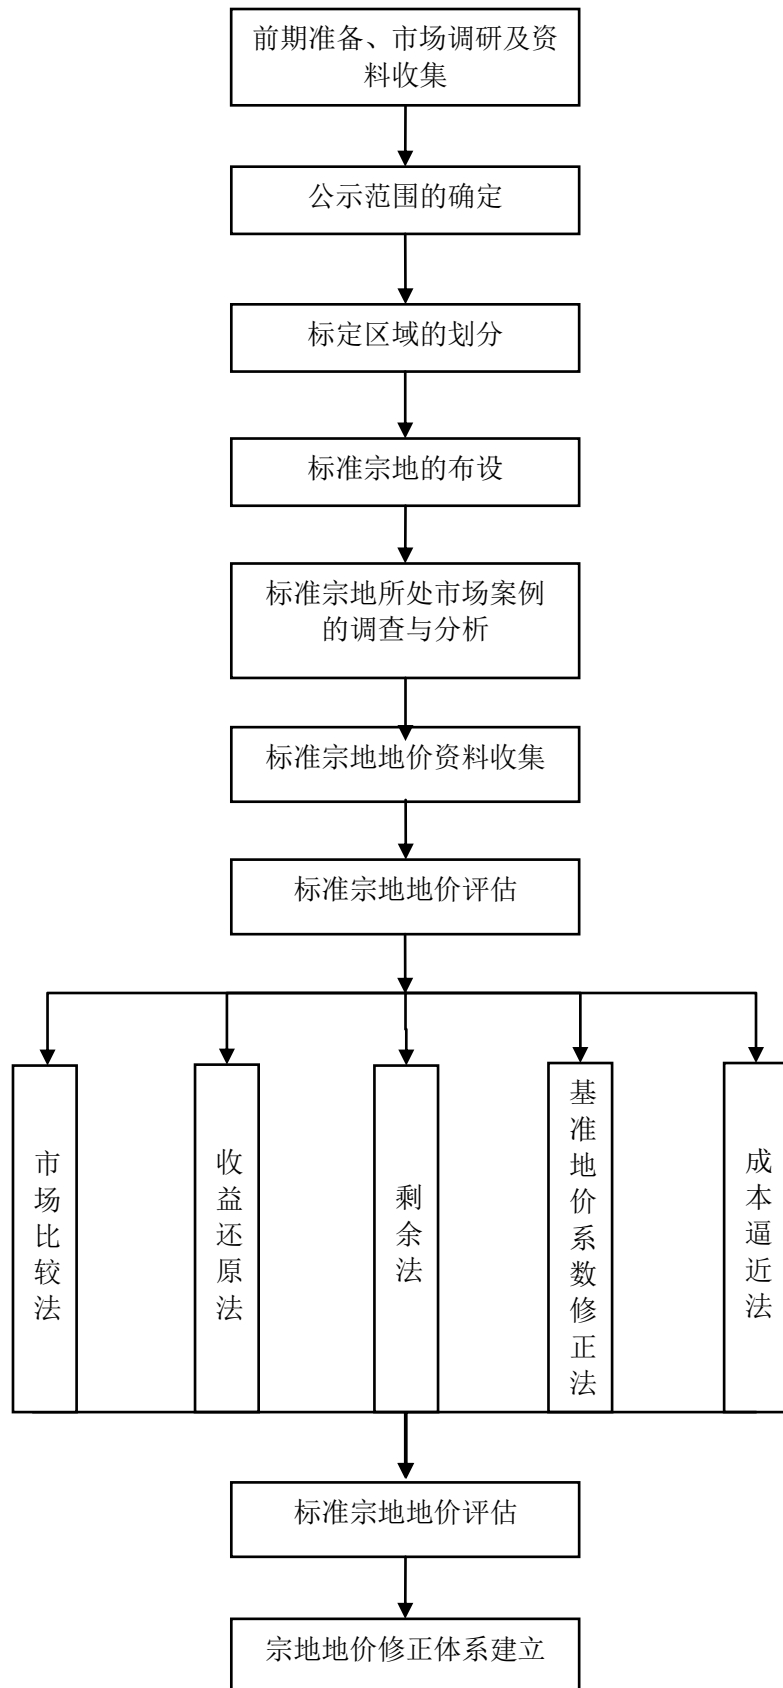 前期准备、市场调研及资
料收集
公示范围的确定
标定区域的划分
标准宗地的布设
标准宗地所处市场案例
的调查与分析
标准宗地地价资料收集
标准宗地地价评估
市场比较法
收益还原法
剩余法
基准地价系数修正法
成本逼近法
标准宗地地价评估
宗地地价修正体系建立